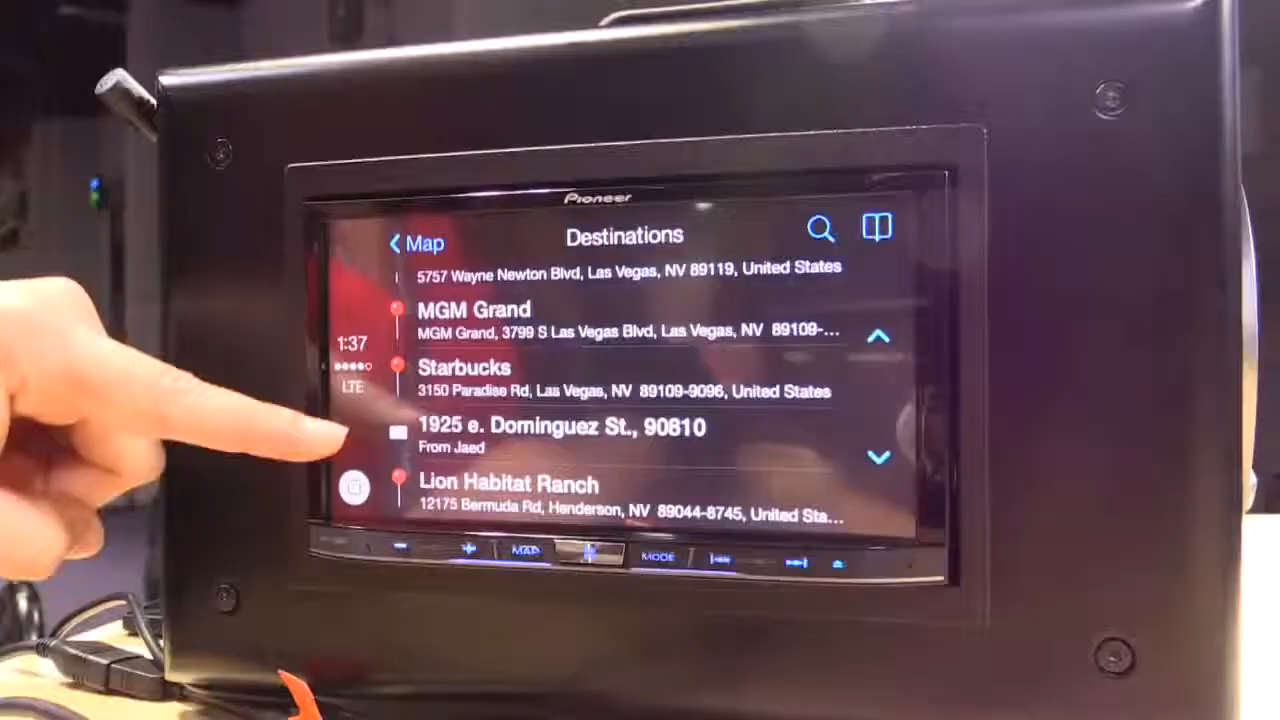 Pioneer
Map
Destinations
5757 Wayne Newton Blvd, Las Vegas, NV 89119, United States
MGM Grand
MGM Grand, 3799 S Las Vegas Blvd, Las Vegas, NV 89109-...
1:37
Starbucks
LTE
3150 Paradise Rd, Las Vegas, NV 89109-9096, United States
1925 e. Dominguez St., 90810
From Jaed
Lion Habitat Ranch
12175 Bermuda Rd, Henderson, NV 89044-8745, United Sta...
MAP
MODE